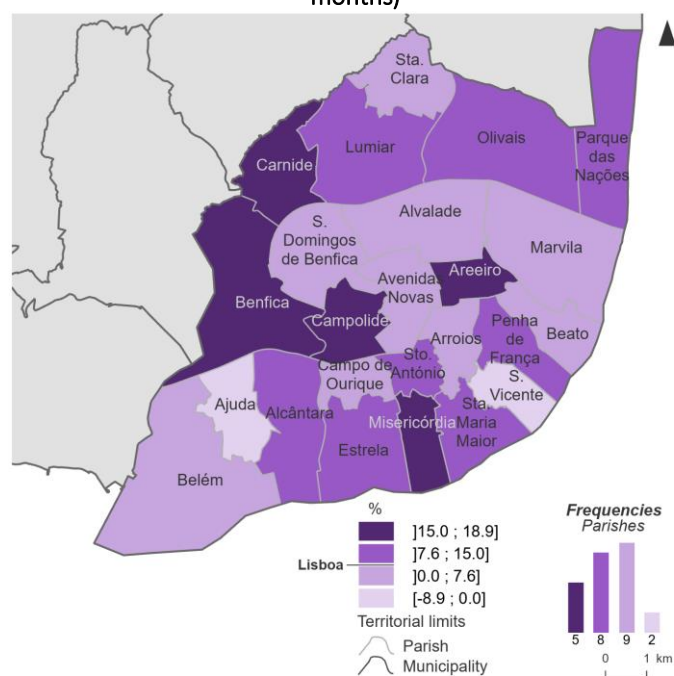 months)
Sta.
Clara
Carnide
Lumiar
Olivais
Parque
das
Nações
S.
Domingos
de Benfica
Alvalade
Marvila
Benfica
Avenidas
Novas
Areeiro
Campolide
Arroios
Penha
de
França
Beato
Campo de
Ourique
Sto.
António
S.
Vicente
Ajuda
Alcântara
Estrela
Misericórdia
Sta.
Maria
Maior
Belém
%
]15.0 ; 18.9]
]7.6 ; 15.0]
Lisboa
]0.0 ; 7.6]
[-8.9 ; 0.0]
Territorial limits
Parish
Municipality
Frequencies
Parishes
5 8 9 2
0 1 km